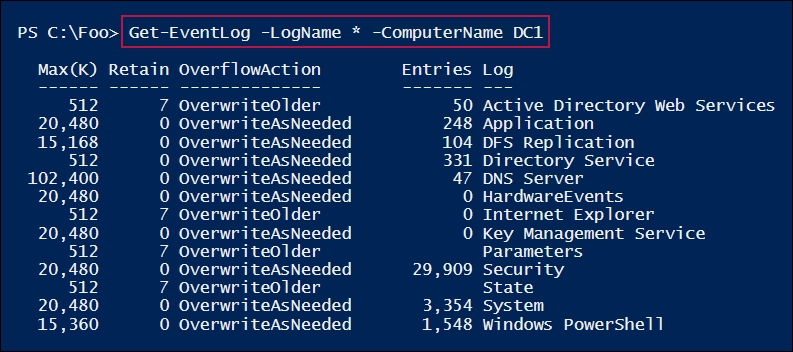 PS C:\Foo> Get-EventLog -LogName * -ComputerName DC1
Max(K) Retain OverflowAction Entries Log
------ ------ -------------- ------- ---
512 7 OverwriteOlder 50 Active Directory Web Services
20,480 0 OverwriteAsNeeded 248 Application
15,168 0 OverwriteAsNeeded 104 DFS Replication
512 0 OverwriteAsNeeded 331 Directory Service
102,400 0 OverwriteAsNeeded 47 DNS Server
20,480 0 OverwriteAsNeeded 0 HardwareEvents
512 7 OverwriteOlder 0 Internet Explorer
20,480 0 OverwriteAsNeeded 0 Key Management Service
512 7 OverwriteOlder Parameters
20,480 0 OverwriteAsNeeded 29,909 Security
512 7 OverwriteOlder State
20,480 0 OverwriteAsNeeded 3,354 System
15,360 0 OverwriteAsNeeded 1,548 Windows PowerShell